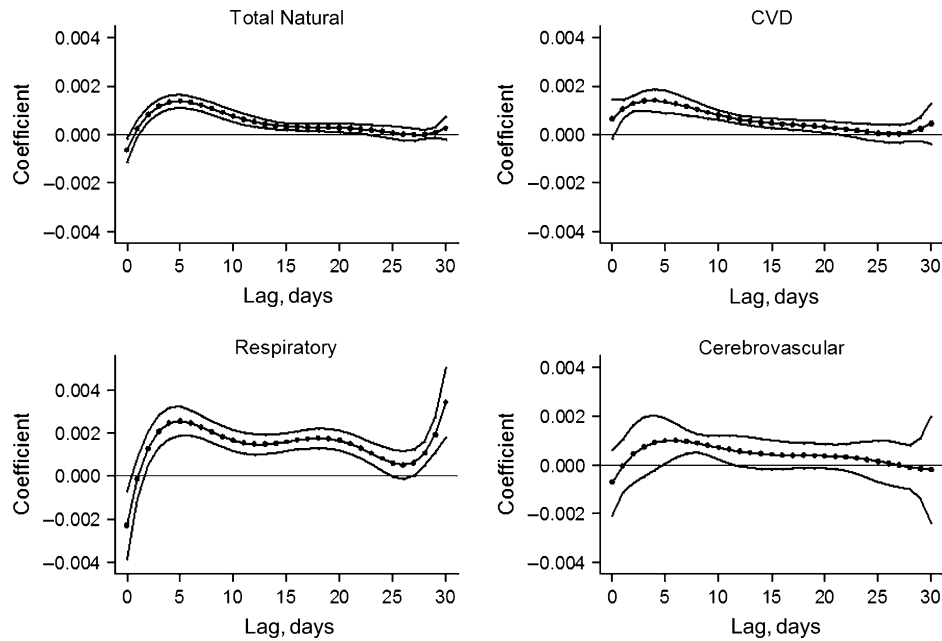 Total Natural
0.004
0.002
0.000
–0.002
–0.004
Coefficient
0 5 10 15 20 25 30
Lag, days
CVD
0.004
0.002
0.000
–0.002
–0.004
Coefficient
0 5 10 15 20 25 30
Lag, days
Respiratory
0.004
0.002
0.000
–0.002
–0.004
Coefficient
0 5 10 15 20 25 30
Lag, days
Cerebrovascular
0.004
0.002
0.000
–0.002
–0.004
Coefficient
0 5 10 15 20 25 30
Lag, days